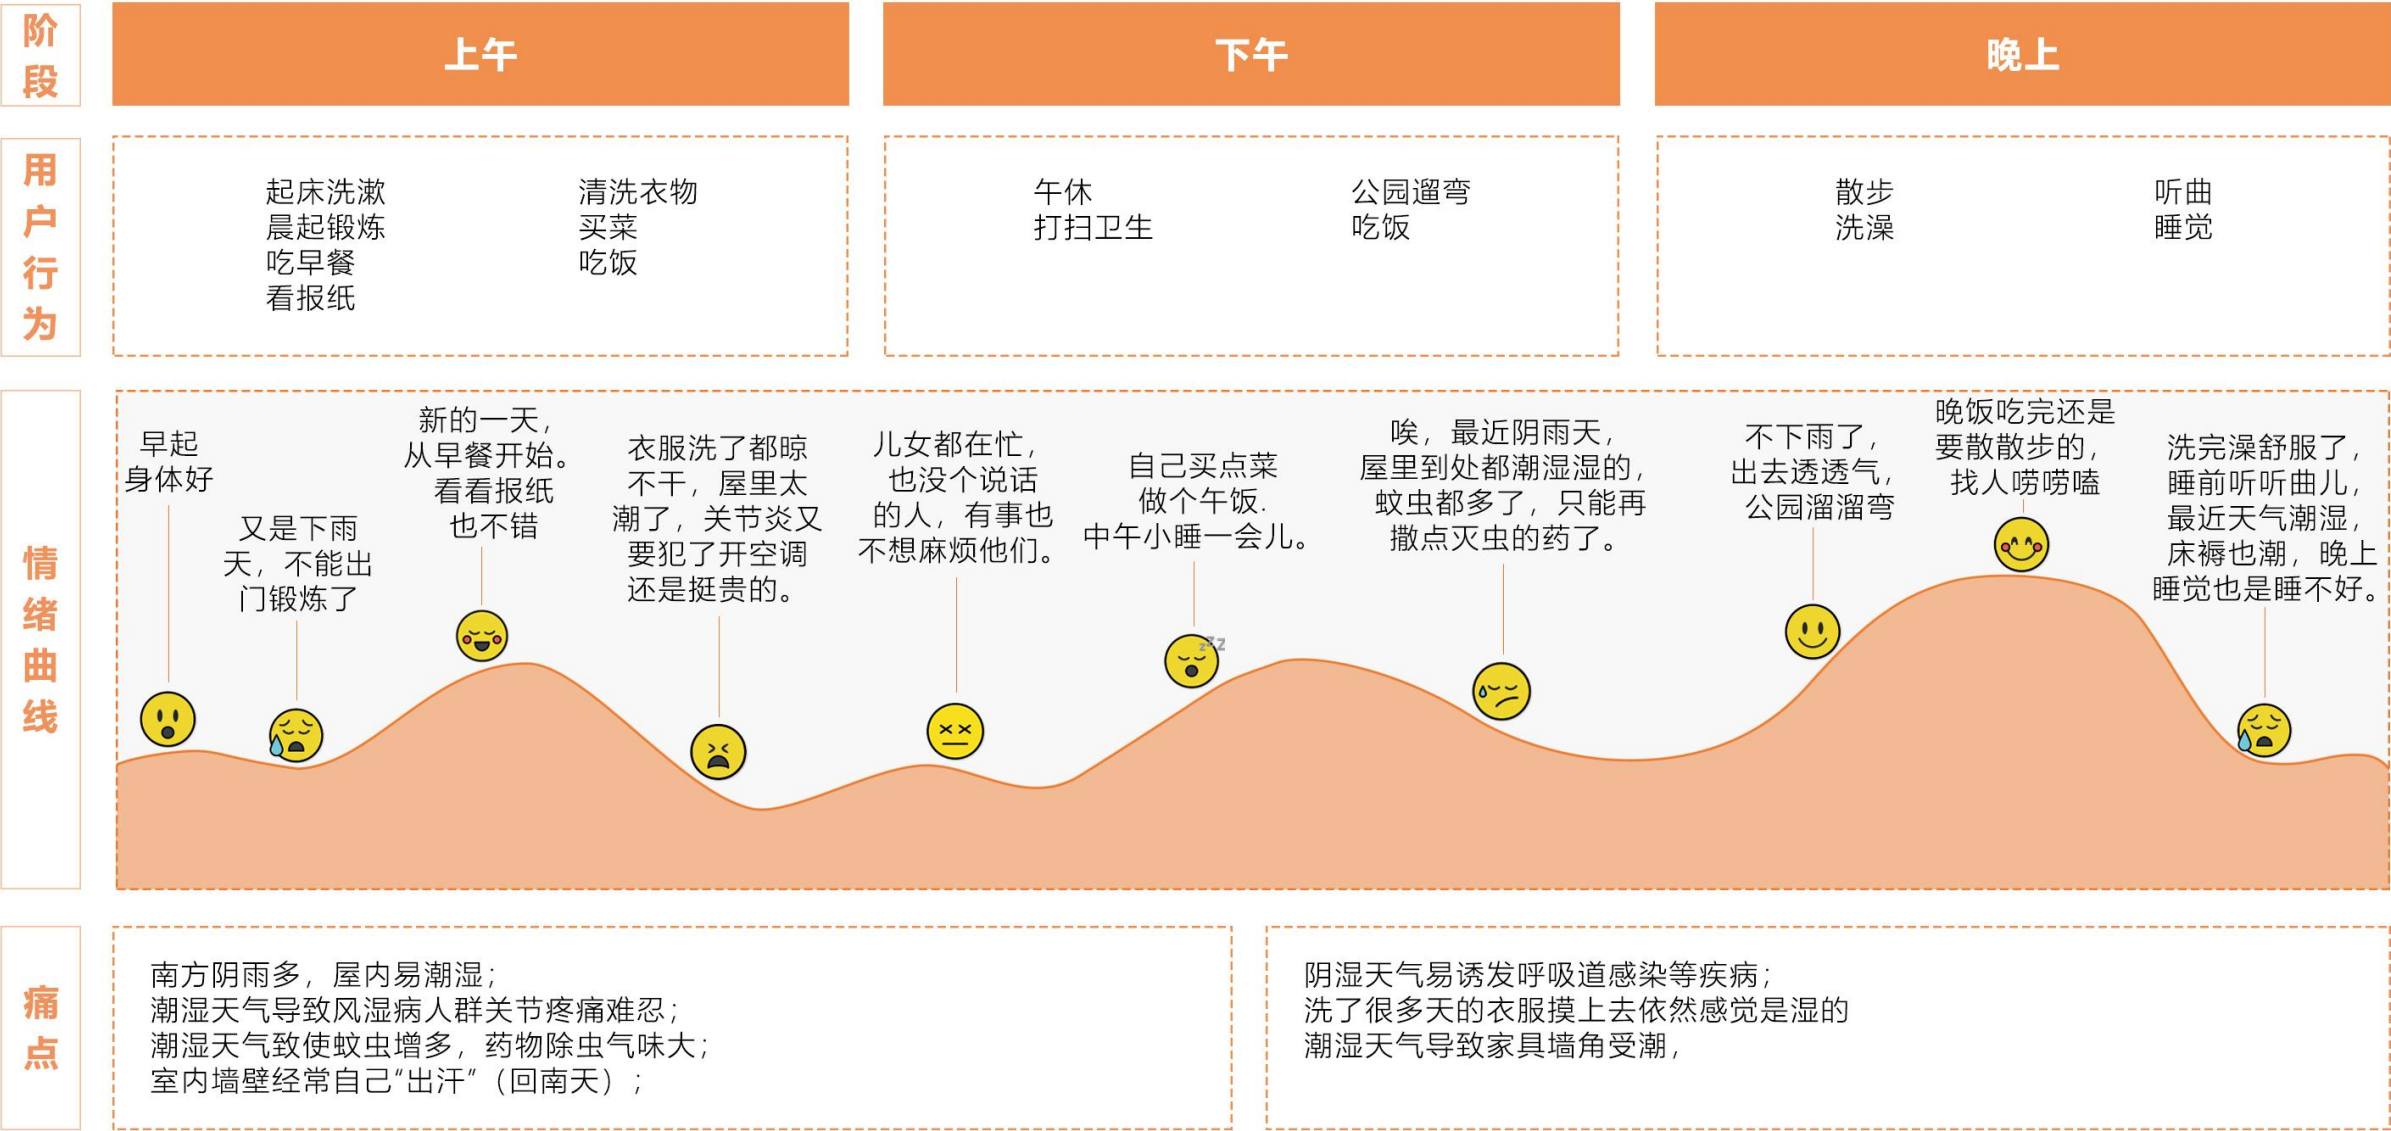 阶段
上午
下午
晚上
用户行为
起床洗漱
晨起锻炼
吃早餐
看报纸
清洗衣物
买菜
吃饭
午休
打扫卫生
公园遛弯
吃饭
散步
洗澡
听曲
睡觉
情绪曲线
早起
身体好
又是下雨
天，不能出
门锻炼了
新的一天，
从早餐开始。
看看报纸
也不错
衣服洗了都晾
不干，屋里太
潮了，关节炎又
要犯了开空调
还是挺贵的。
儿女都在忙，
也没个说话
的人，有事也
不想麻烦他们。
自己买点菜
做个午饭.
中午小睡一会儿。
zzz
唉，最近阴雨天，
屋里到处都潮湿湿的，
蚊虫都多了，只能再
撒点灭虫的药了。
不下雨了，
出去透透气，
公园溜溜弯
晚饭吃完还是
要散散步的，
找人唠唠嗑
洗完澡舒服了，
睡前听听曲儿，
最近天气潮湿，
床褥也潮，晚上
睡觉也是睡不好。
痛点
南方阴雨多，屋内易潮湿；
潮湿天气导致风湿病人群关节疼痛难忍；
潮湿天气致使蚊虫增多，药物除虫气味大；
室内墙壁经常自己“出汗”（回南天）；
阴湿天气易诱发呼吸道感染等疾病；
洗了很多天的衣服摸上去依然感觉是湿的
潮湿天气导致家具墙角受潮，